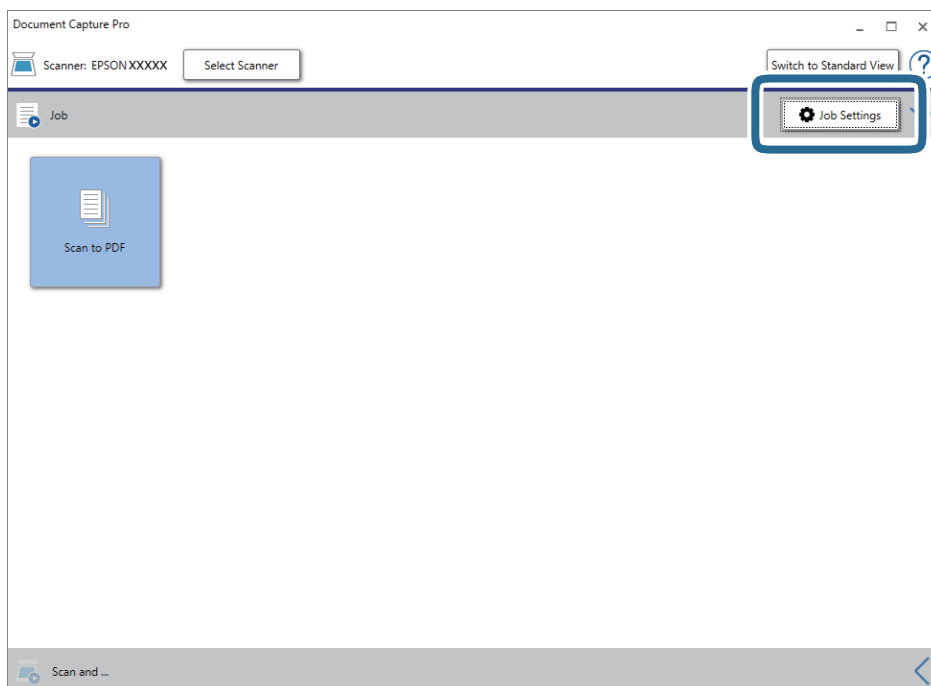 Document Capture Pro
Scanner: EPSON XXXXX Select Scanner Switch to Standard View ?
Job Job Settings
Scan to PDF
Scan and ...